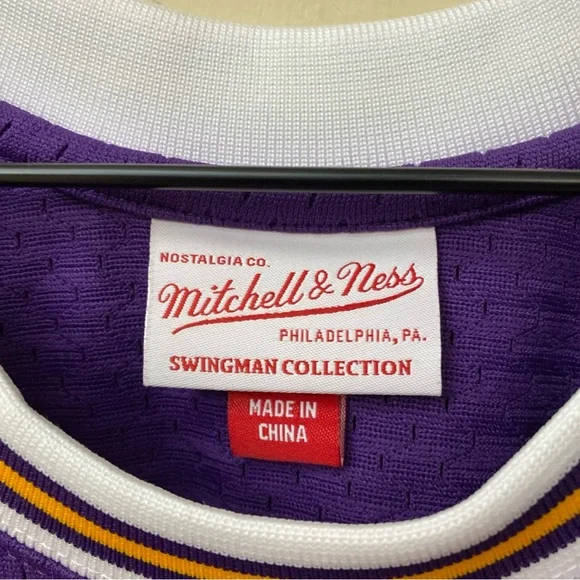 NOSTALGIA CO.
Mitchell & Ness
PHILADELPHIA, PA.
SWINGMAN COLLECTION
MADE IN
CHINA